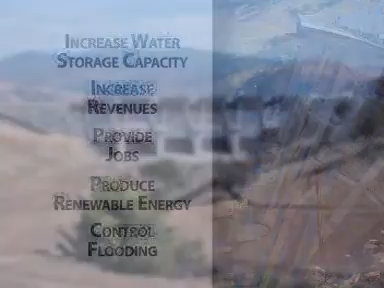 INCREASE WATER
STORAGE CAPACITY
INCREASE
REVENUES
PROVIDE
JOBS
PRODUCE
RENEWABLE ENERGY
CONTROL
FLOODING